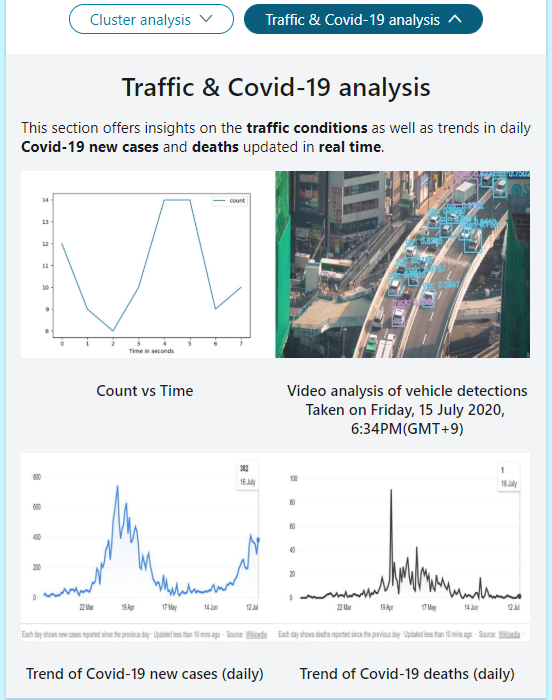 Cluster analysis
Traffic & Covid-19 analysis
Traffic & Covid-19 analysis
This section offers insights on the traffic conditions as well as trends in daily
Covid-19 new cases and deaths updated in real time.
count
14
13
12
11
10
9
8
0 1 2 3 4 5 6 7
Time in seconds
Count vs Time
Video analysis of vehicle detections
Taken on Friday, 15 July 2020,
6:34PM(GMT+9)
382
16 July
800
600
400
200
0
22 Mar 19 Apr 17 May 14 Jun 12 Jul
Each day shows new cases reported since the previous day · Updated less than 10 mins ago · Source: Wikipedia
Trend of Covid-19 new cases (daily)
1
16 July
100
80
60
40
20
0
22 Mar 19 Apr 17 May 14 Jun 12 Jul
Each day shows deaths reported since the previous day · Updated less than 10 mins ago · Source: Wikipedia
Trend of Covid-19 deaths (daily)